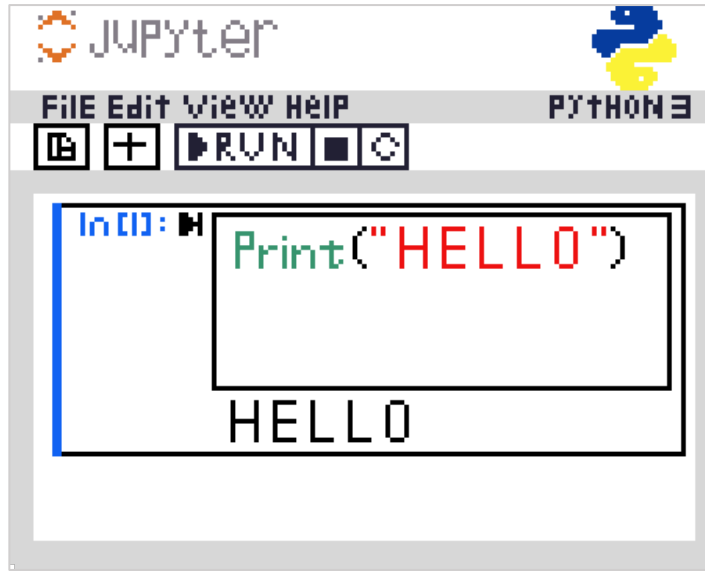 Jupyter
FilE Edit VieW HelP PYtHON 3
RUN
In [1]: Print("HELLO")
HELLO